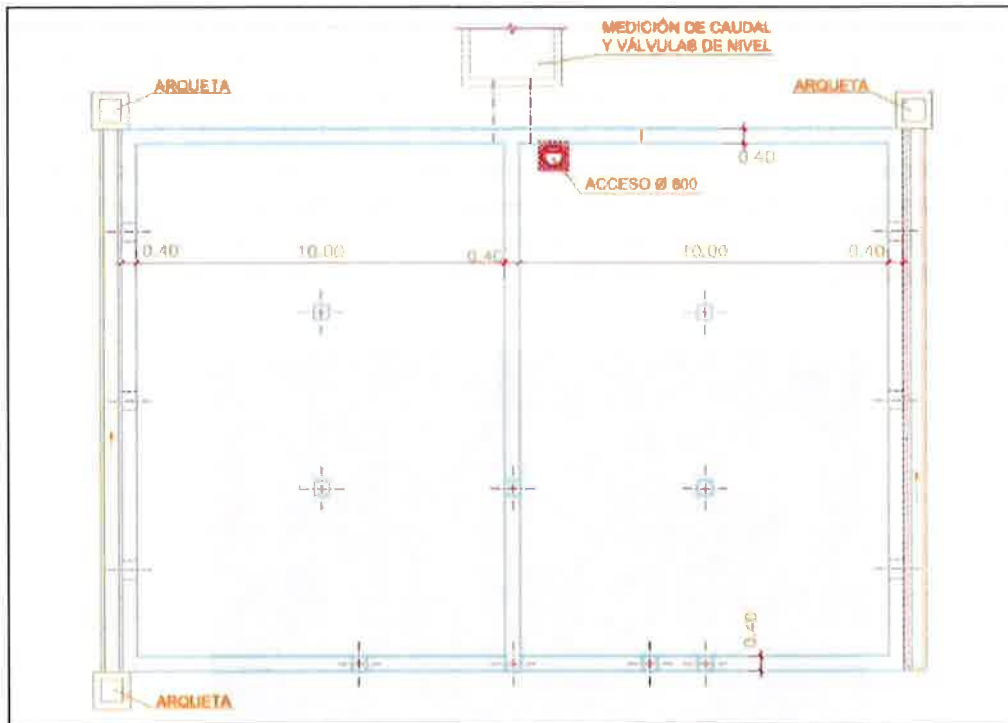 MEDICIÓN DE CAUDAL
Y VÁLVULAS DE NIVEL
ARQUETA
ARQUETA
0.40
ACCESO Ø 600
0.40
10.00
0.40
10.00
0.40
0.40
ARQUETA